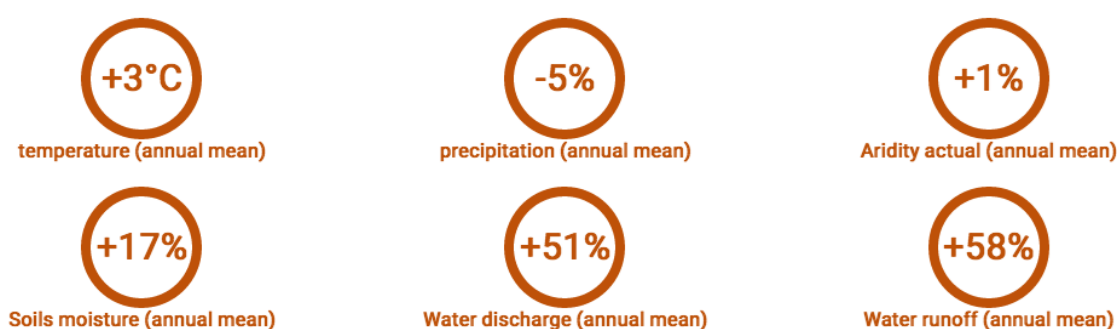 +3°C
-5%
+1%
temperature (annual mean)
precipitation (annual mean)
Aridity actual (annual mean)
+17%
+51%
+58%
Soils moisture (annual mean)
Water discharge (annual mean)
Water runoff (annual mean)